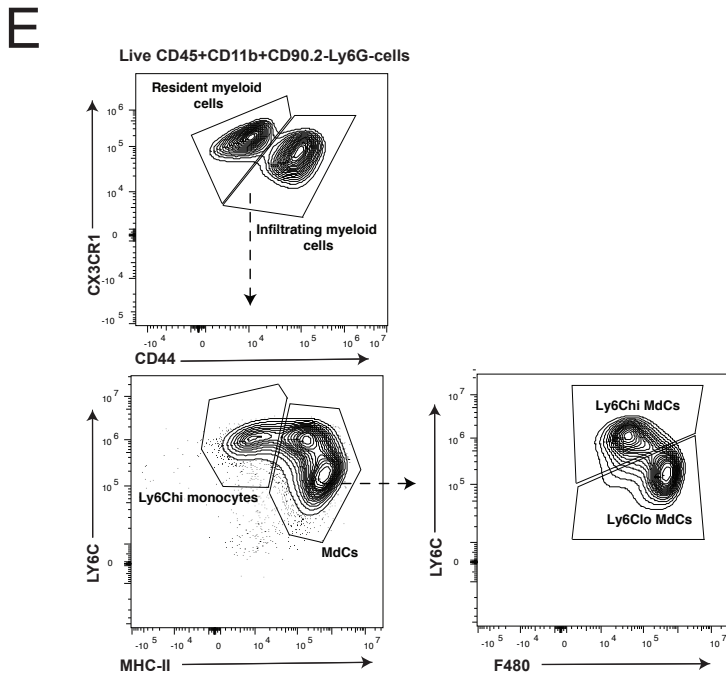 E
Live CD45+CD11b+CD90.2-Ly6G-cells
Resident myeloid
cells
10 6
10 5
10 4
0
-10 4
-10 5
CX3CR1
Infiltrating myeloid
cells
-10 4
0
10 4
10 5
10 6
10 7
CD44
10 7
10 6
10 5
0
LY6C
Ly6Chi monocytes
MdCs
-10 4
0
10 4
10 5
10 6
10 7
MHC-II
10 7
10 6
10 5
0
LY6C
Ly6Chi MdCs
Ly6Clo MdCs
-10 4
0
10 4
10 5
10 6
10 7
F480